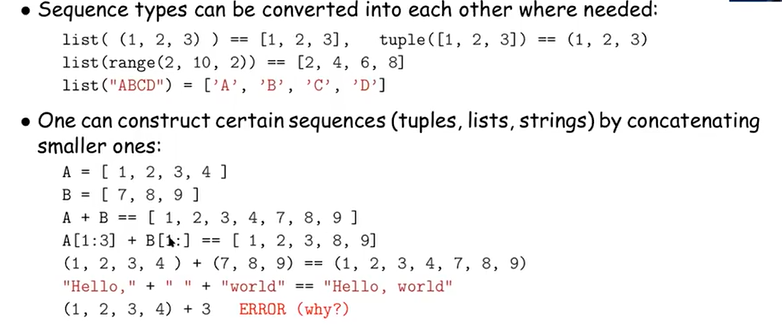 • Sequence types can be converted into each other where needed:
list( (1, 2, 3) ) == [1, 2, 3],   tuple([1, 2, 3]) == (1, 2, 3)
list(range(2, 10, 2)) == [2, 4, 6, 8]
list("ABCD") = [’A’, ’B’, ’C’, ’D’]
• One can construct certain sequences (tuples, lists, strings) by concatenating
smaller ones:
A = [ 1, 2, 3, 4 ]
B = [ 7, 8, 9 ]
A + B == [ 1, 2, 3, 4, 7, 8, 9 ]
A[1:3] + B[1:] == [ 1, 2, 3, 8, 9]
(1, 2, 3, 4 ) + (7, 8, 9) == (1, 2, 3, 4, 7, 8, 9)
"Hello," + " " + "world" == "Hello, world"
(1, 2, 3, 4) + 3   ERROR (why?)